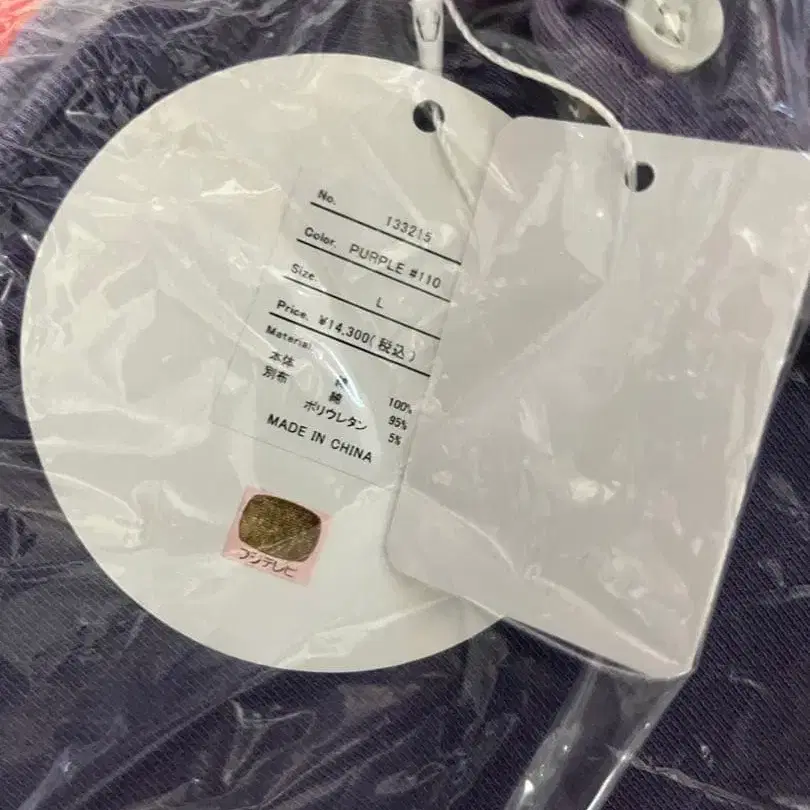 No. 133215
Color. PURPLE #110
Size. L
Price. ¥14,300(税込)
Material.
本体 綿 100%
別布 綿 95%
ポリウレタン 5%
MADE IN CHINA
フジテレビ